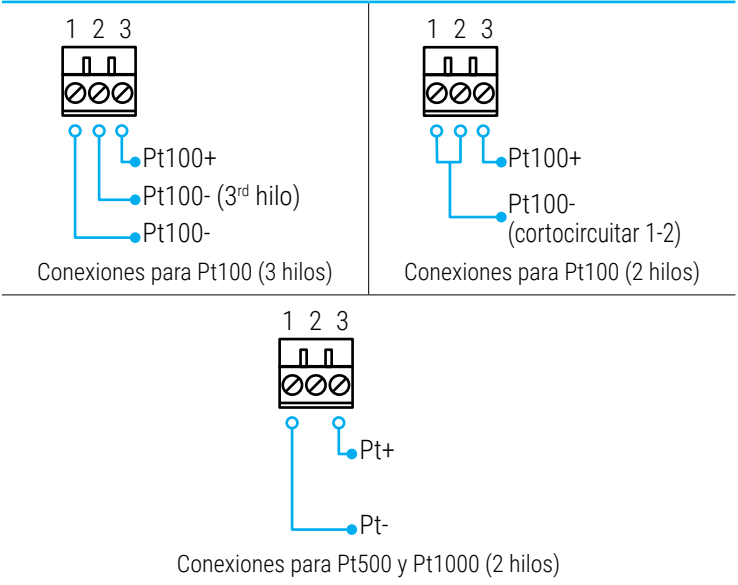 1 2 3
Pt100+
Pt100- (3rd hilo)
Pt100-
Conexiones para Pt100 (3 hilos)
1 2 3
Pt100+
Pt100-
(cortocircuitar 1-2)
Conexiones para Pt100 (2 hilos)
1 2 3
Pt+
Pt-
Conexiones para Pt500 y Pt1000 (2 hilos)